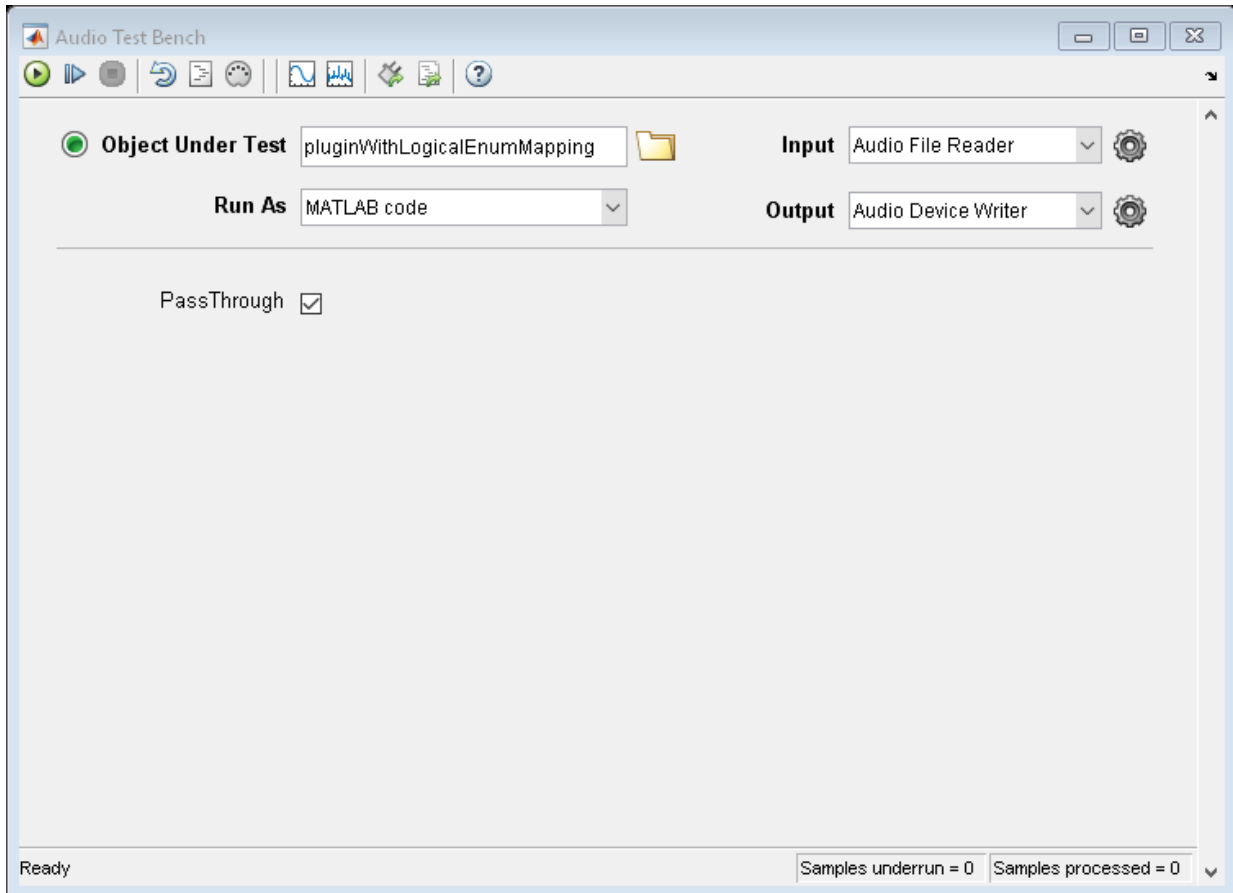 Audio Test Bench
Object Under Test pluginWithLogicalEnumMapping Input Audio File Reader
Run As MATLAB code Output Audio Device Writer
PassThrough
Ready Samples underrun = 0 Samples processed = 0